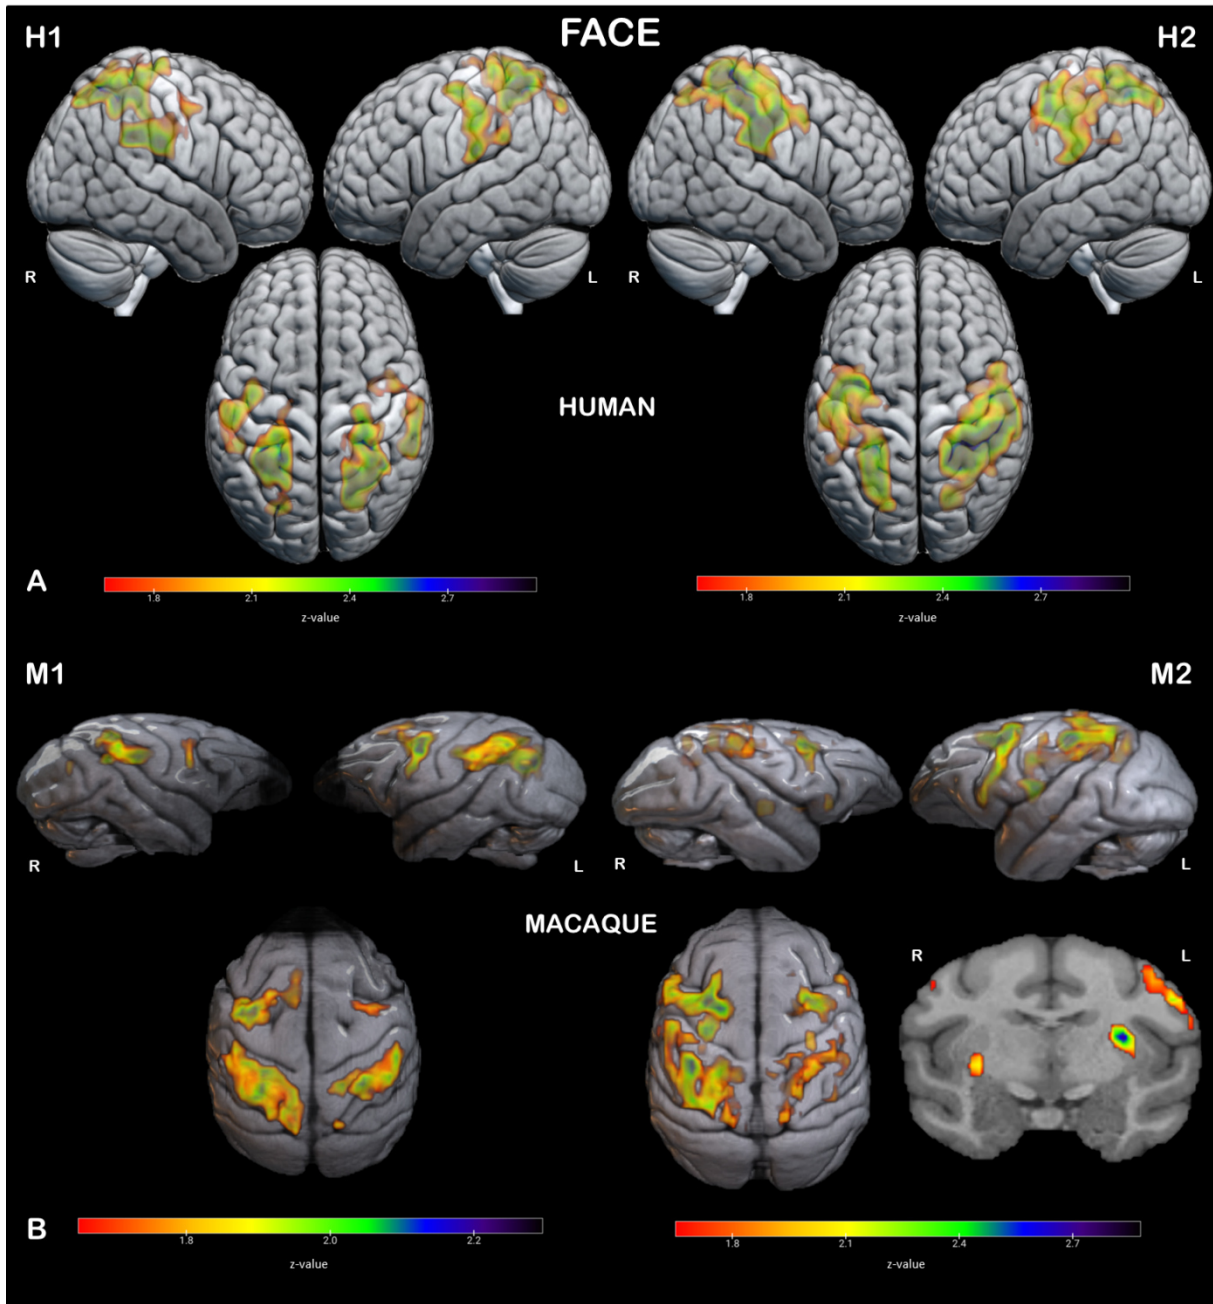 H1 FACE H2
R L R L
HUMAN
A
1.8 2.1 2.4 2.7 1.8 2.1 2.4 2.7
z-value z-value
M1 M2
R L R L
MACAQUE
R L
B
1.8 2.0 2.2 1.8 2.1 2.4 2.7
z-value z-value